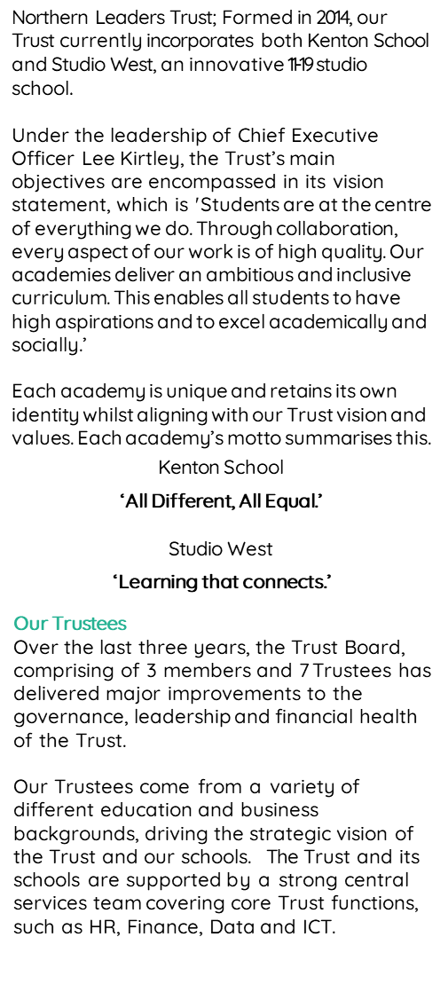 Northern Leaders Trust; Formed in 2014, our
Trust currently incorporates both Kenton School
and Studio West, an innovative 11-19 studio
school.
Under the leadership of Chief Executive
Officer Lee Kirtley, the Trust’s main
objectives are encompassed in its vision
statement, which is 'Students are at the centre
of everything we do. Through collaboration,
every aspect of our work is of high quality. Our
academies deliver an ambitious and inclusive
curriculum. This enables all students to have
high aspirations and to excel academically and
socially.’
Each academy is unique and retains its own
identity whilst aligning with our Trust vision and
values. Each academy’s motto summarises this.
Kenton School
‘All Different, All Equal.’
Studio West
‘Learning that connects.’
Our Trustees
Over the last three years, the Trust Board,
comprising of 3 members and 7 Trustees has
delivered major improvements to the
governance, leadership and financial health
of the Trust.
Our Trustees come from a variety of
different education and business
backgrounds, driving the strategic vision of
the Trust and our schools. The Trust and its
schools are supported by a strong central
services team covering core Trust functions,
such as HR, Finance, Data and ICT.